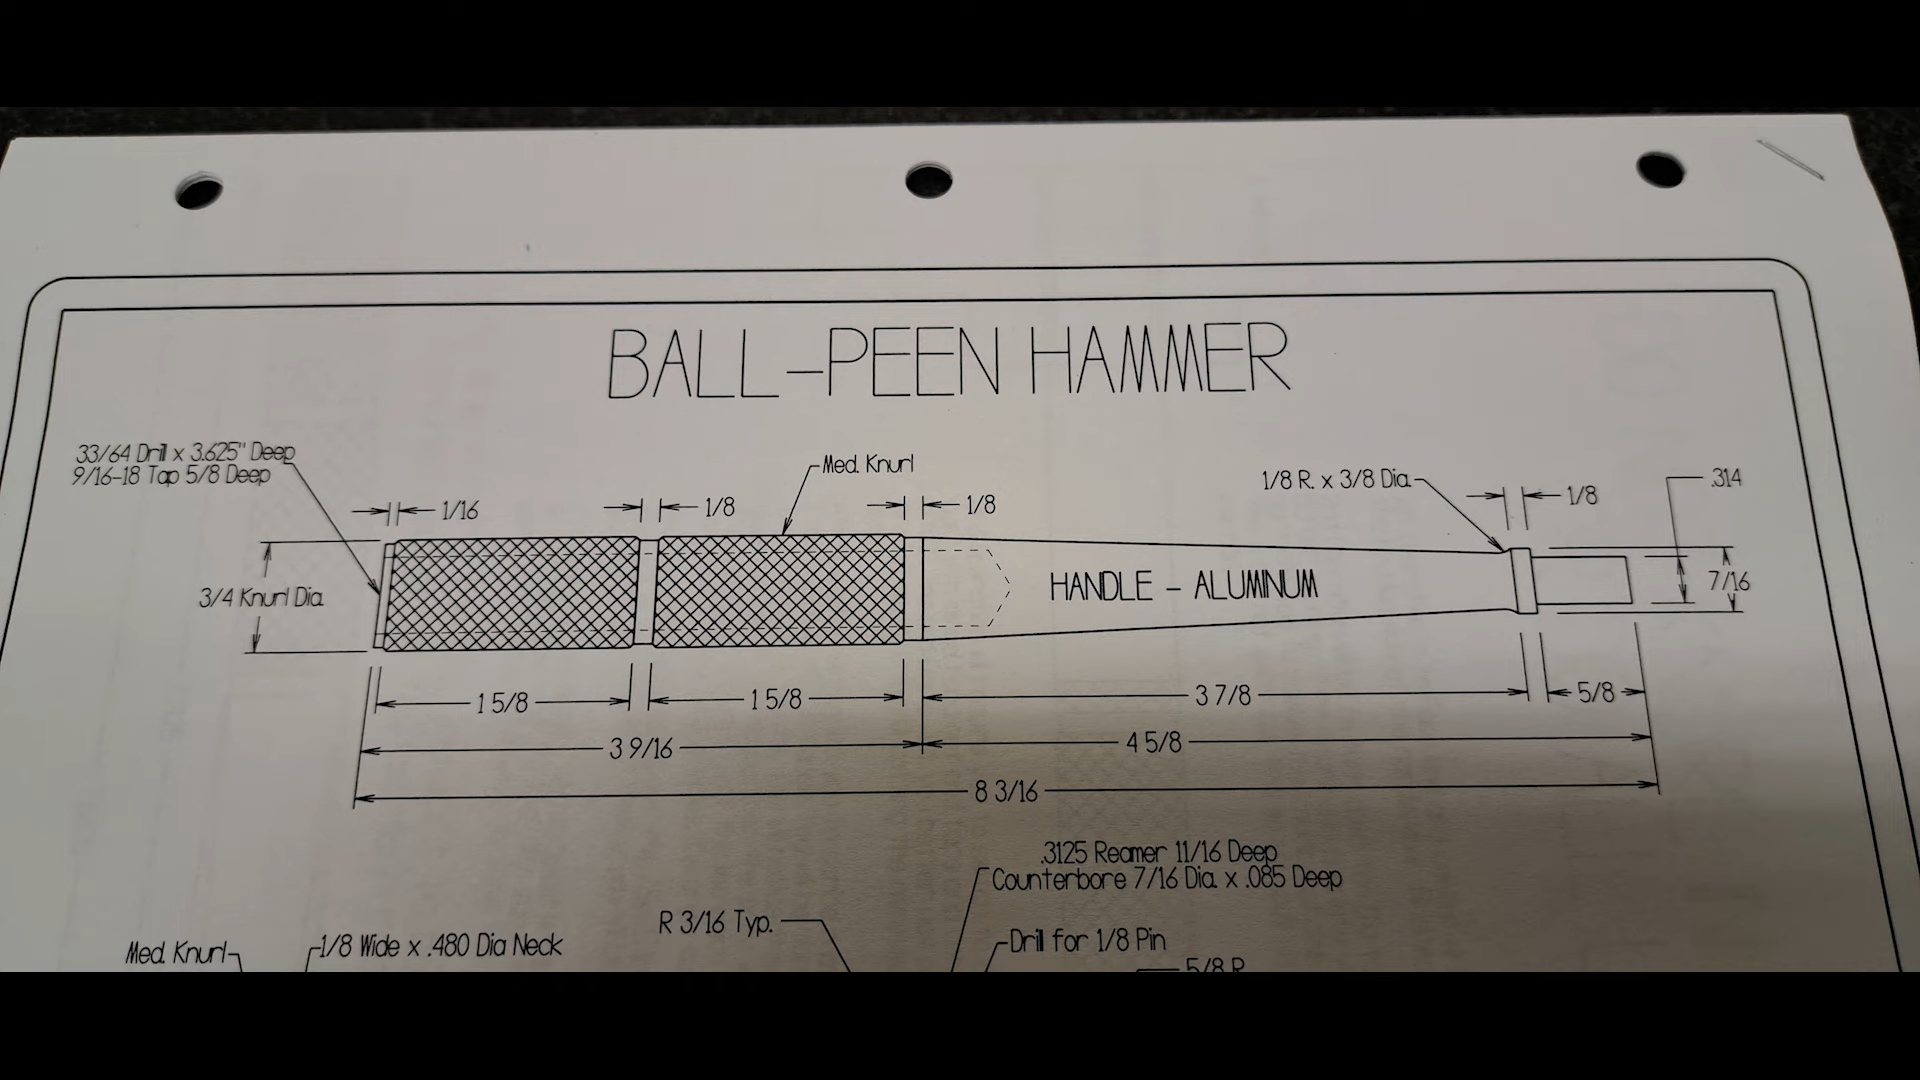 BALL-PEEN HAMMER
33/64 Drill x 3.625" Deep
9/16-18 Tap 5/8 Deep
Med. Knurl
1/8 R. x 3/8 Dia.
.314
1/16
1/8
1/8
1/8
3/4 Knurl Dia.
HANDLE - ALUMINUM
7/16
1 5/8
1 5/8
3 7/8
5/8
3 9/16
4 5/8
8 3/16
.3125 Reamer 11/16 Deep
Counterbore 7/16 Dia. x .085 Deep
R 3/16 Typ.
Med. Knurl
1/8 Wide x .480 Dia Neck
Drill for 1/8 Pin
5/8 R